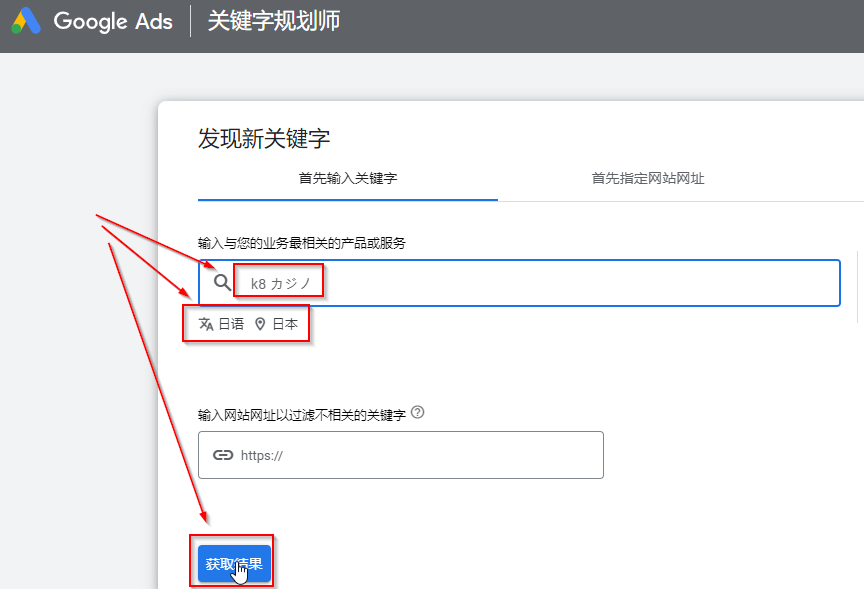 Google Ads 关键字规划师
发现新关键字
首先输入关键字 首先指定网站网址
输入与您的业务最相关的产品或服务
k8 カジノ
日语 日本
输入网站网址以过滤不相关的关键字
https://
获取结果